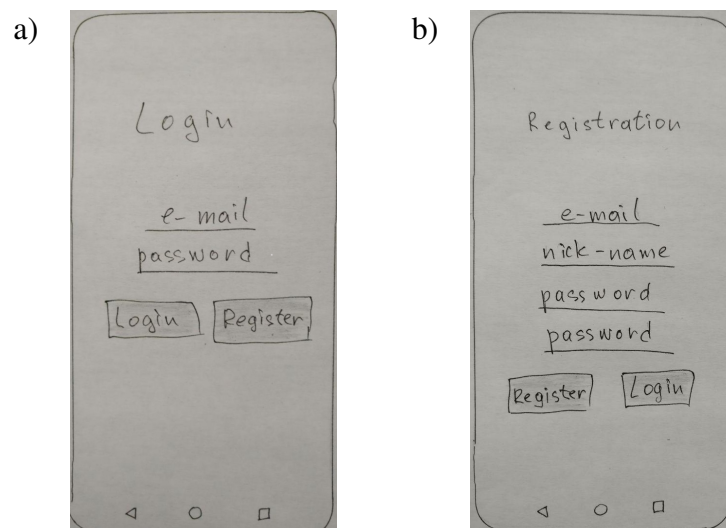 a)
Login
e-mail
password
Login Register
b)
Registration
e-mail
nick-name
password
password
Register Login